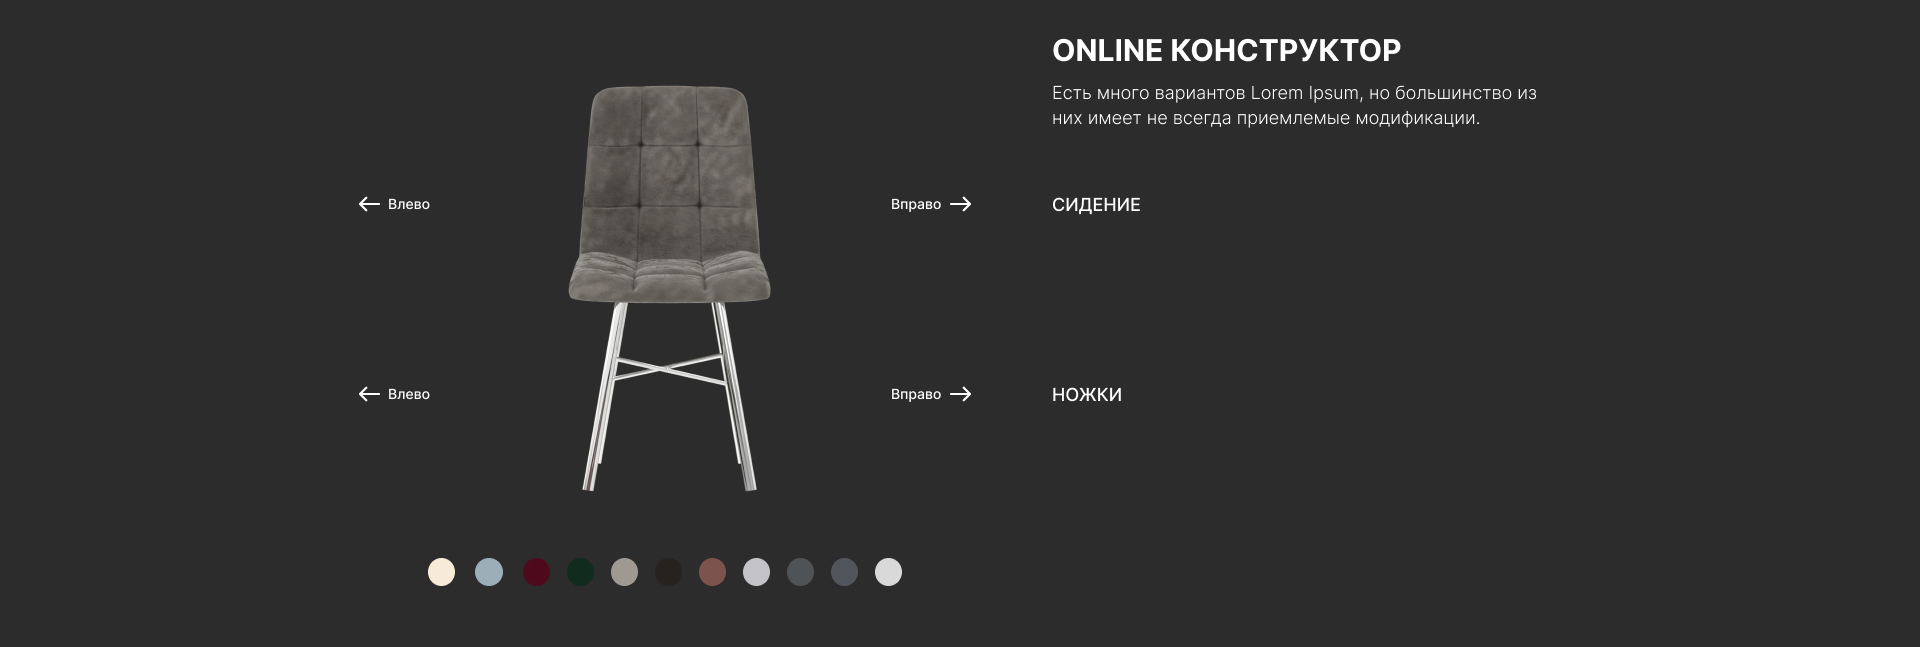 ONLINE КОНСТРУКТОР
Есть много вариантов Lorem Ipsum, но большинство из
них имеет не всегда приемлемые модификации.
Влево
Вправо
СИДЕНИЕ
Влево
Вправо
НОЖКИ